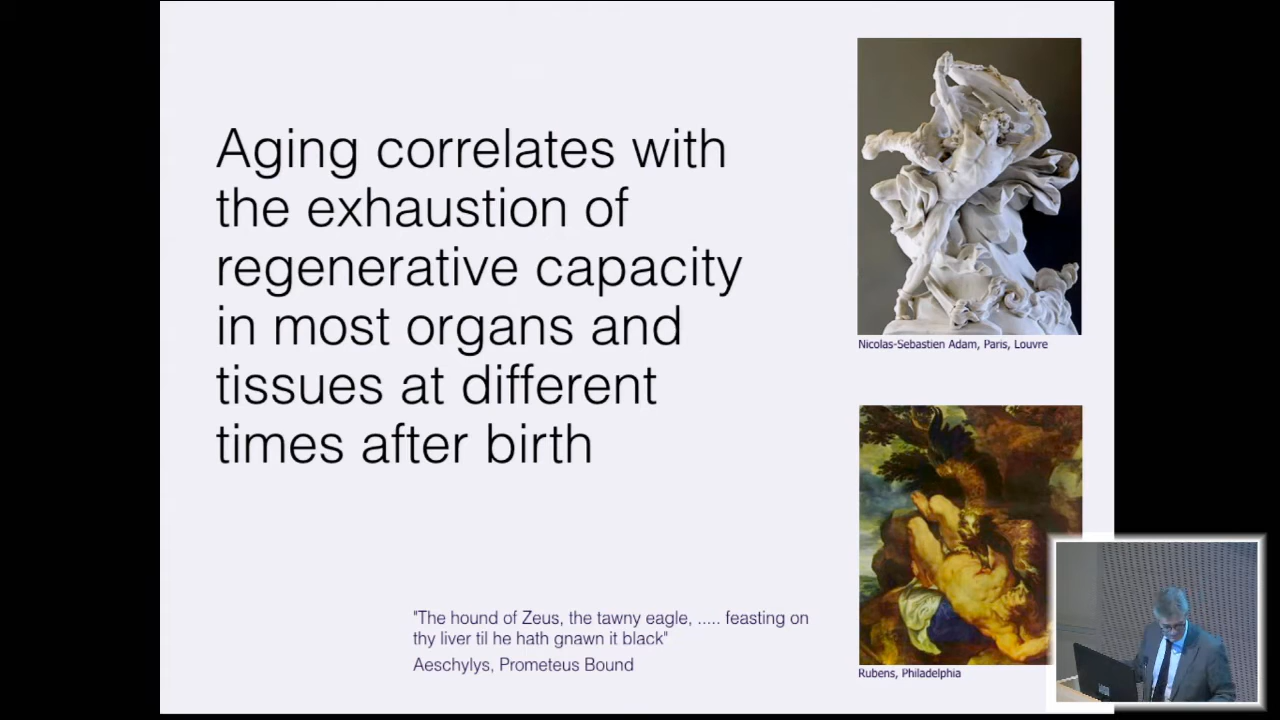 Aging correlates with
the exhaustion of
regenerative capacity
in most organs and
tissues at different
times after birth
Nicolas-Sebastien Adam, Paris, Louvre
"The hound of Zeus, the tawny eagle, ..... feasting on
thy liver til he hath gnawn it black"
Aeschylys, Prometeus Bound
Rubens, Philadelphia